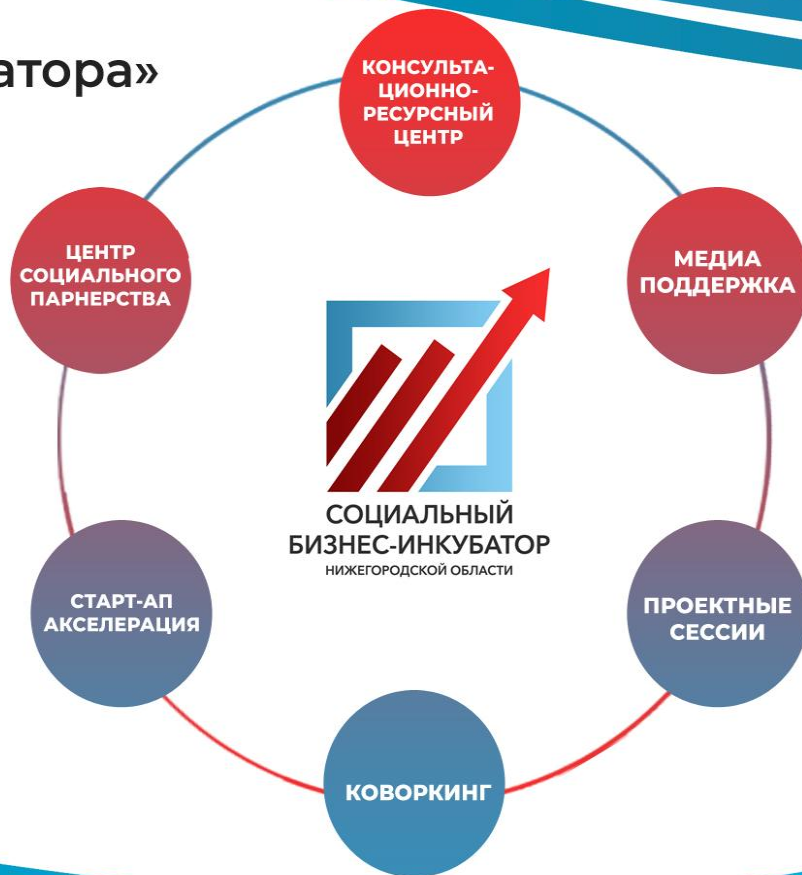 атора»
КОНСУЛЬТА-
ЦИОННО-
РЕСУРСНЫЙ
ЦЕНТР
ЦЕНТР
СОЦИАЛЬНОГО
ПАРНЕРСТВА
МЕДИА
ПОДДЕРЖКА
СОЦИАЛЬНЫЙ
БИЗНЕС-ИНКУБАТОР
НИЖЕГОРОДСКОЙ ОБЛАСТИ
СТАРТ-АП
АКСЕЛЕРАЦИЯ
ПРОЕКТНЫЕ
СЕССИИ
КОВОРКИНГ